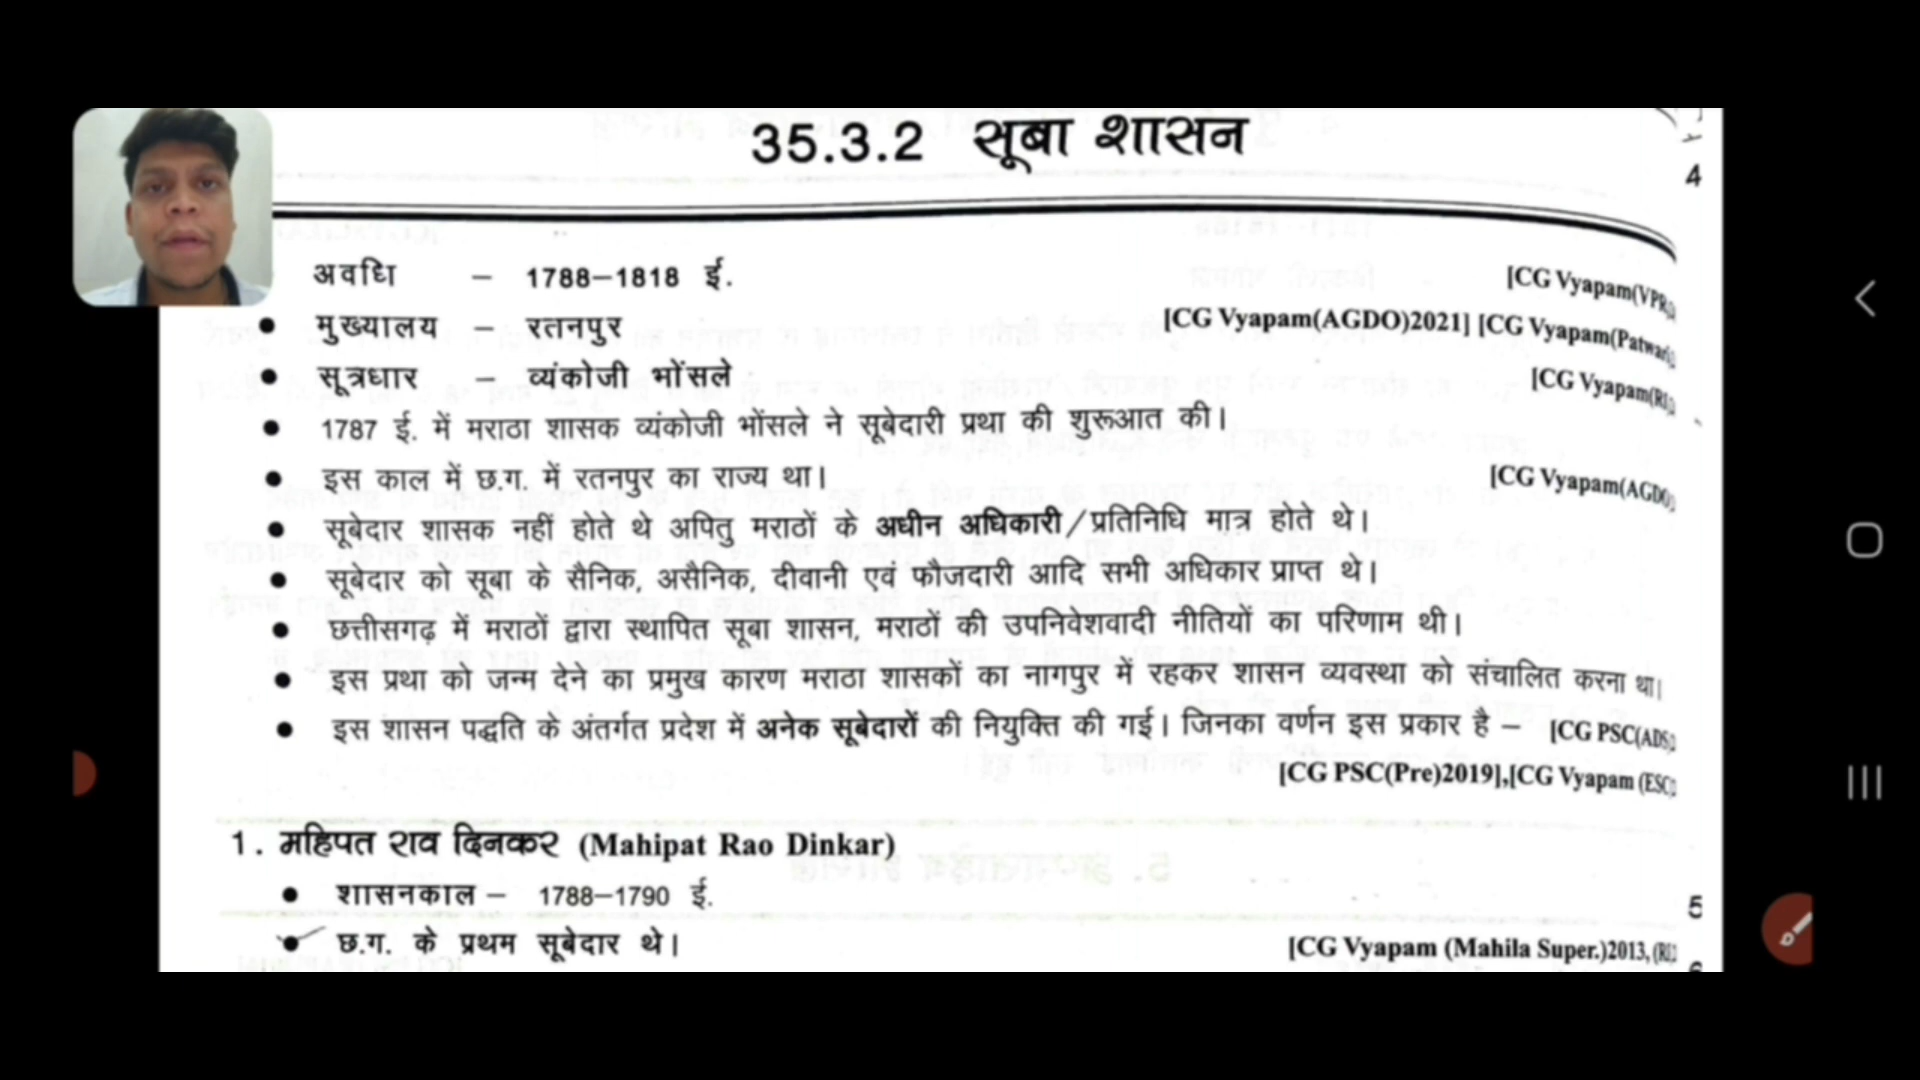 35.3.2 सूबा शासन
4
अवधि – 1788–1818 ई. [CG Vyapam(VPR)]
● मुख्यालय – रतनपुर [CG Vyapam(AGDO)2021] [CG Vyapam(Patwari)]
● सूत्रधार – व्यंकोजी भोंसले [CG Vyapam(RI)]
● 1787 ई. में मराठा शासक व्यंकोजी भोंसले ने सूबेदारी प्रथा की शुरूआत की।
● इस काल में छ.ग. में रतनपुर का राज्य था। [CG Vyapam(AGDO)]
● सूबेदार शासक नहीं होते थे अपितु मराठों के अधीन अधिकारी/प्रतिनिधि मात्र होते थे।
● सूबेदार को सूबा के सैनिक, असैनिक, दीवानी एवं फौजदारी आदि सभी अधिकार प्राप्त थे।
● छत्तीसगढ़ में मराठों द्वारा स्थापित सूबा शासन, मराठों की उपनिवेशवादी नीतियों का परिणाम थी।
● इस प्रथा को जन्म देने का प्रमुख कारण मराठा शासकों का नागपुर में रहकर शासन व्यवस्था को संचालित करना था।
● इस शासन पद्धति के अंतर्गत प्रदेश में अनेक सूबेदारों की नियुक्ति की गई। जिनका वर्णन इस प्रकार है – [CG PSC(ADS)]
[CG PSC(Pre)2019],[CG Vyapam (ESC)]
1. महिपत राव दिनकर (Mahipat Rao Dinkar)
● शासनकाल – 1788–1790 ई.
5
● छ.ग. के प्रथम सूबेदार थे। [CG Vyapam (Mahila Super.)2013, (RI)]